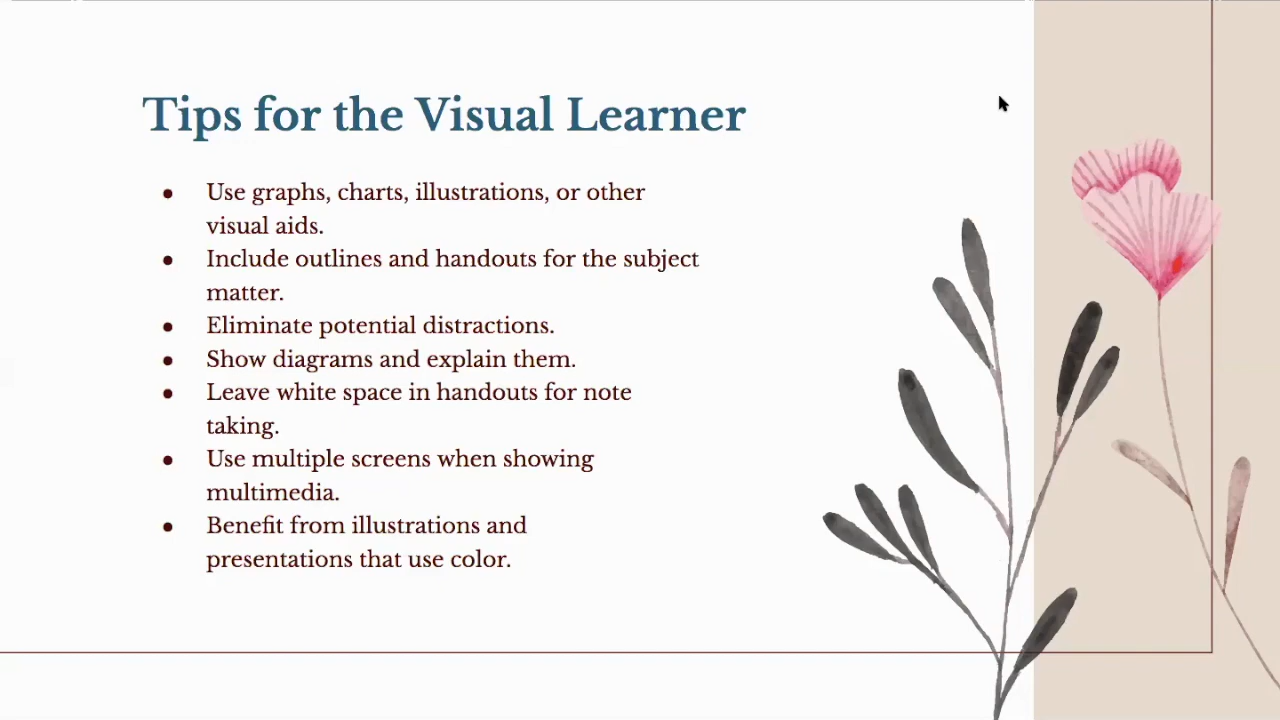 Tips for the Visual Learner
● Use graphs, charts, illustrations, or other
visual aids.
● Include outlines and handouts for the subject
matter.
● Eliminate potential distractions.
● Show diagrams and explain them.
● Leave white space in handouts for note
taking.
● Use multiple screens when showing
multimedia.
● Benefit from illustrations and
presentations that use color.